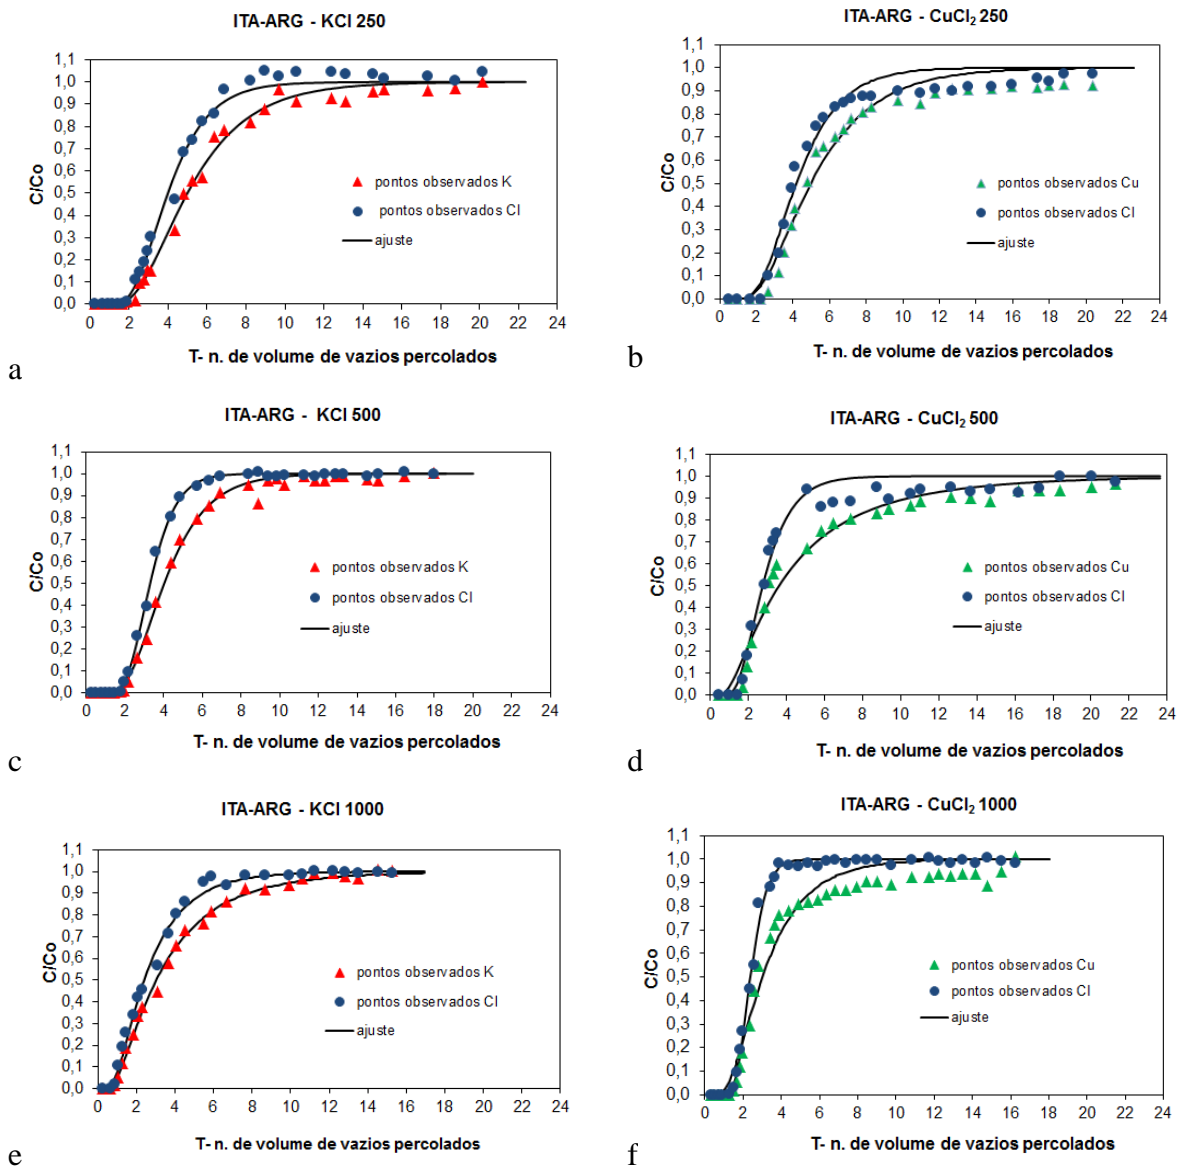 ITA-ARG - KCl 250
1,1
1,0
0,9
0,8
0,7
0,6
0,5
0,4
0,3
0,2
0,1
0,0
C/Co
pontos observados K
pontos observados Cl
ajuste
0 2 4 6 8 10 12 14 16 18 20 22 24
T- n. de volume de vazios percolados
a
ITA-ARG - CuCl₂ 250
1,1
1,0
0,9
0,8
0,7
0,6
0,5
0,4
0,3
0,2
0,1
0,0
C/Co
pontos observados Cu
pontos observados Cl
ajuste
0 2 4 6 8 10 12 14 16 18 20 22 24
T- n. de volume de vazios percolados
b
ITA-ARG - KCl 500
1,1
1,0
0,9
0,8
0,7
0,6
0,5
0,4
0,3
0,2
0,1
0,0
C/Co
pontos observados K
pontos observados Cl
ajuste
0 2 4 6 8 10 12 14 16 18 20 22 24
T- n. de volume de vazios percolados
c
ITA-ARG - CuCl₂ 500
1,1
1,0
0,9
0,8
0,7
0,6
0,5
0,4
0,3
0,2
0,1
0,0
C/Co
pontos observados Cu
pontos observados Cl
ajuste
0 2 4 6 8 10 12 14 16 18 20 22 24
T- n. de volume de vazios percolados
d
ITA-ARG - KCl 1000
1,1
1,0
0,9
0,8
0,7
0,6
0,5
0,4
0,3
0,2
0,1
0,0
C/Co
pontos observados K
pontos observados Cl
ajuste
0 2 4 6 8 10 12 14 16 18 20 22 24
T- n. de volume de vazios percolados
e
ITA-ARG - CuCl₂ 1000
1,1
1,0
0,9
0,8
0,7
0,6
0,5
0,4
0,3
0,2
0,1
0,0
C/Co
pontos observados Cu
pontos observados Cl
ajuste
0 2 4 6 8 10 12 14 16 18 20 22 24
T- n. de volume de vazios percolados
f